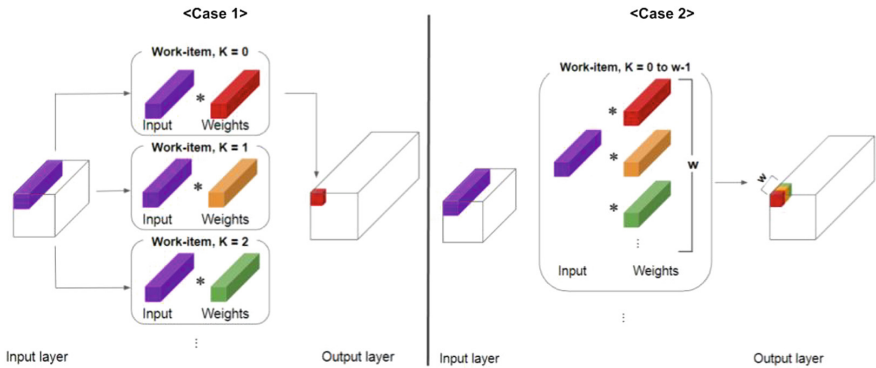 <Case 1>
Work-item, K = 0
*
Input
Weights
Work-item, K = 1
*
Input
Weights
Work-item, K = 2
*
Input
Weights
⋮
Input layer
Output layer
<Case 2>
Work-item, K = 0 to w-1
*
*
*
⋮
w
Input
Weights
⋮
w
Input layer
Output layer